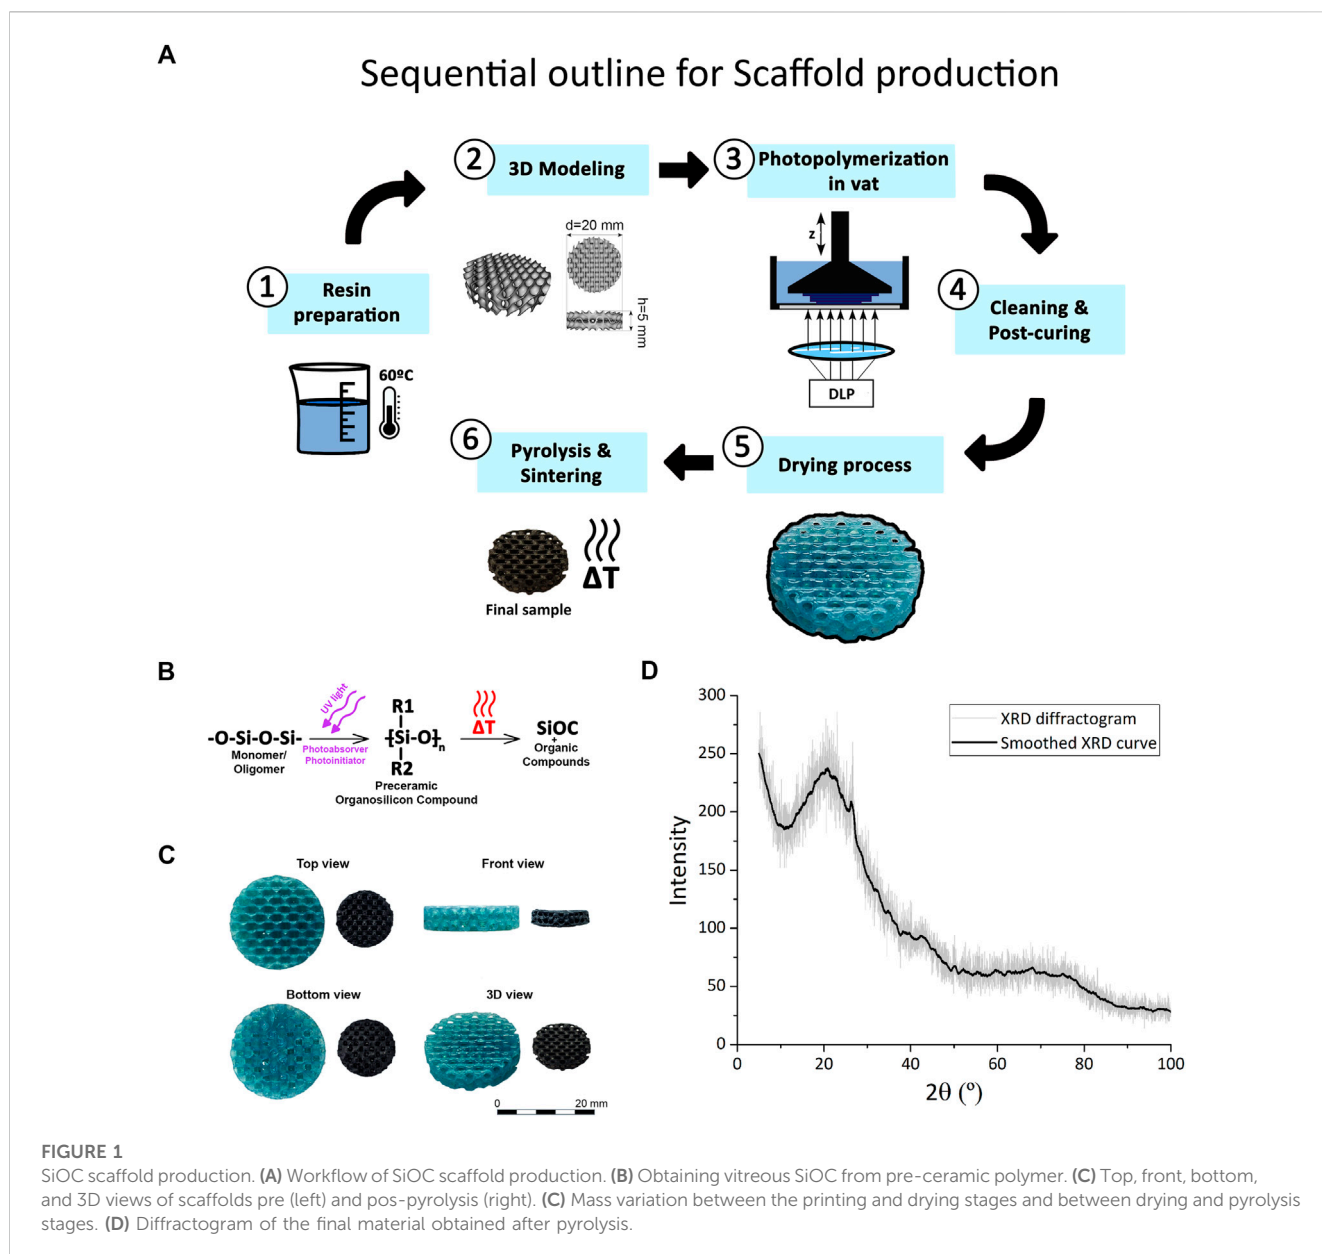 A
Sequential outline for Scaffold production
1
Resin
preparation
60ºC
2
3D Modeling
d=20 mm
h=5 mm
3
Photopolymerization
in vat
z
DLP
4
Cleaning &
Post-curing
5
Drying process
6
Pyrolysis &
Sintering
ΔT
Final sample
B
-O-Si-O-Si-
Monomer/
Oligomer
UV light
Photoabsorver
Photoinitiator
R1
-[Si-O]n
R2
Preceramic
Organosilicon Compound
ΔT
SiOC
+
Organic
Compounds
C
Top view
Front view
Bottom view
3D view
0 20 mm
D
XRD diffractogram
Smoothed XRD curve
Intensity
300
250
200
150
100
50
0
0 20 40 60 80 100
2θ (º)
FIGURE 1
SiOC scaffold production. (A) Workflow of SiOC scaffold production. (B) Obtaining vitreous SiOC from pre-ceramic polymer. (C) Top, front, bottom,
and 3D views of scaffolds pre (left) and pos-pyrolysis (right). (C) Mass variation between the printing and drying stages and between drying and pyrolysis
stages. (D) Diffractogram of the final material obtained after pyrolysis.